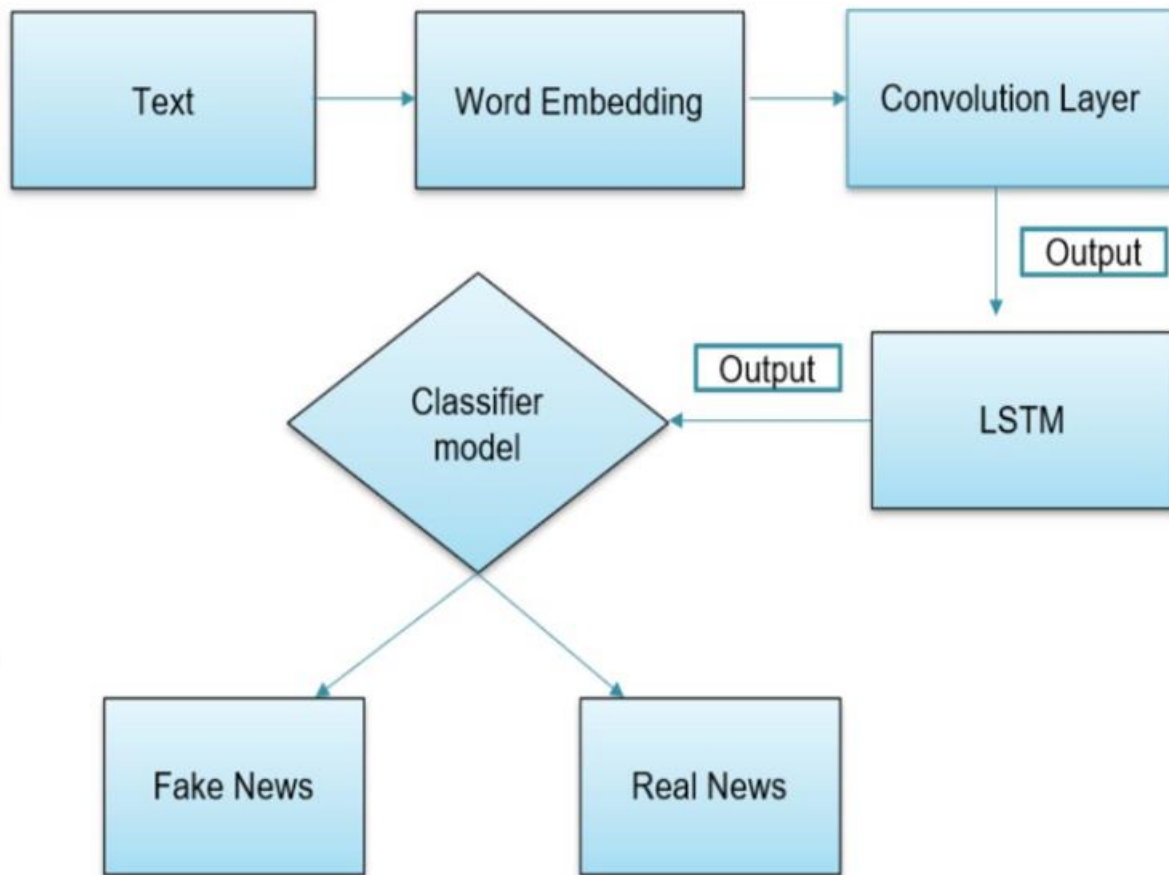 Text
Word Embedding
Convolution Layer
Output
Output
LSTM
Classifier
model
Fake News
Real News